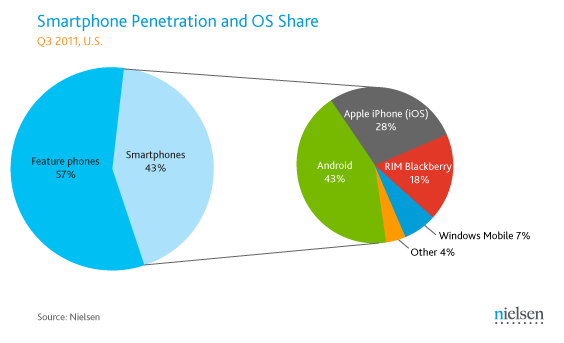 Smartphone Penetration and OS Share
Q3 2011, U.S.
Feature phones
57%
Smartphones
43%
Apple iPhone (iOS)
28%
Android
43%
RIM Blackberry
18%
Windows Mobile 7%
Other 4%
Source: Nielsen
nielsen